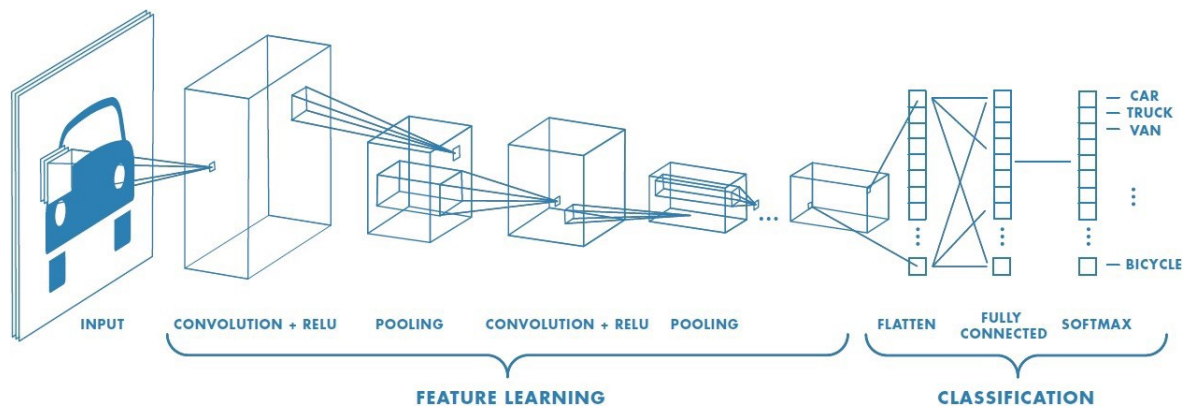 CAR
TRUCK
VAN
BICYCLE
INPUT
CONVOLUTION + RELU
POOLING
CONVOLUTION + RELU
POOLING
FLATTEN
FULLY
CONNECTED
SOFTMAX
FEATURE LEARNING
CLASSIFICATION